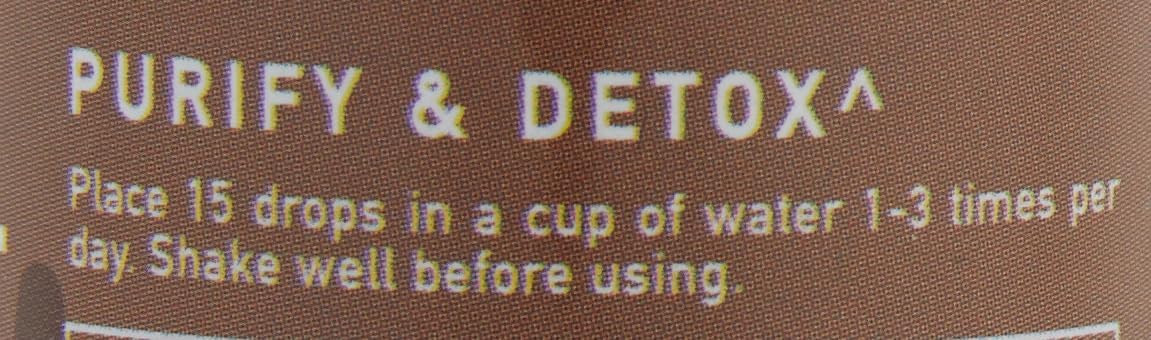 PURIFY & DETOX^
Place 15 drops in a cup of water 1-3 times per
day. Shake well before using.